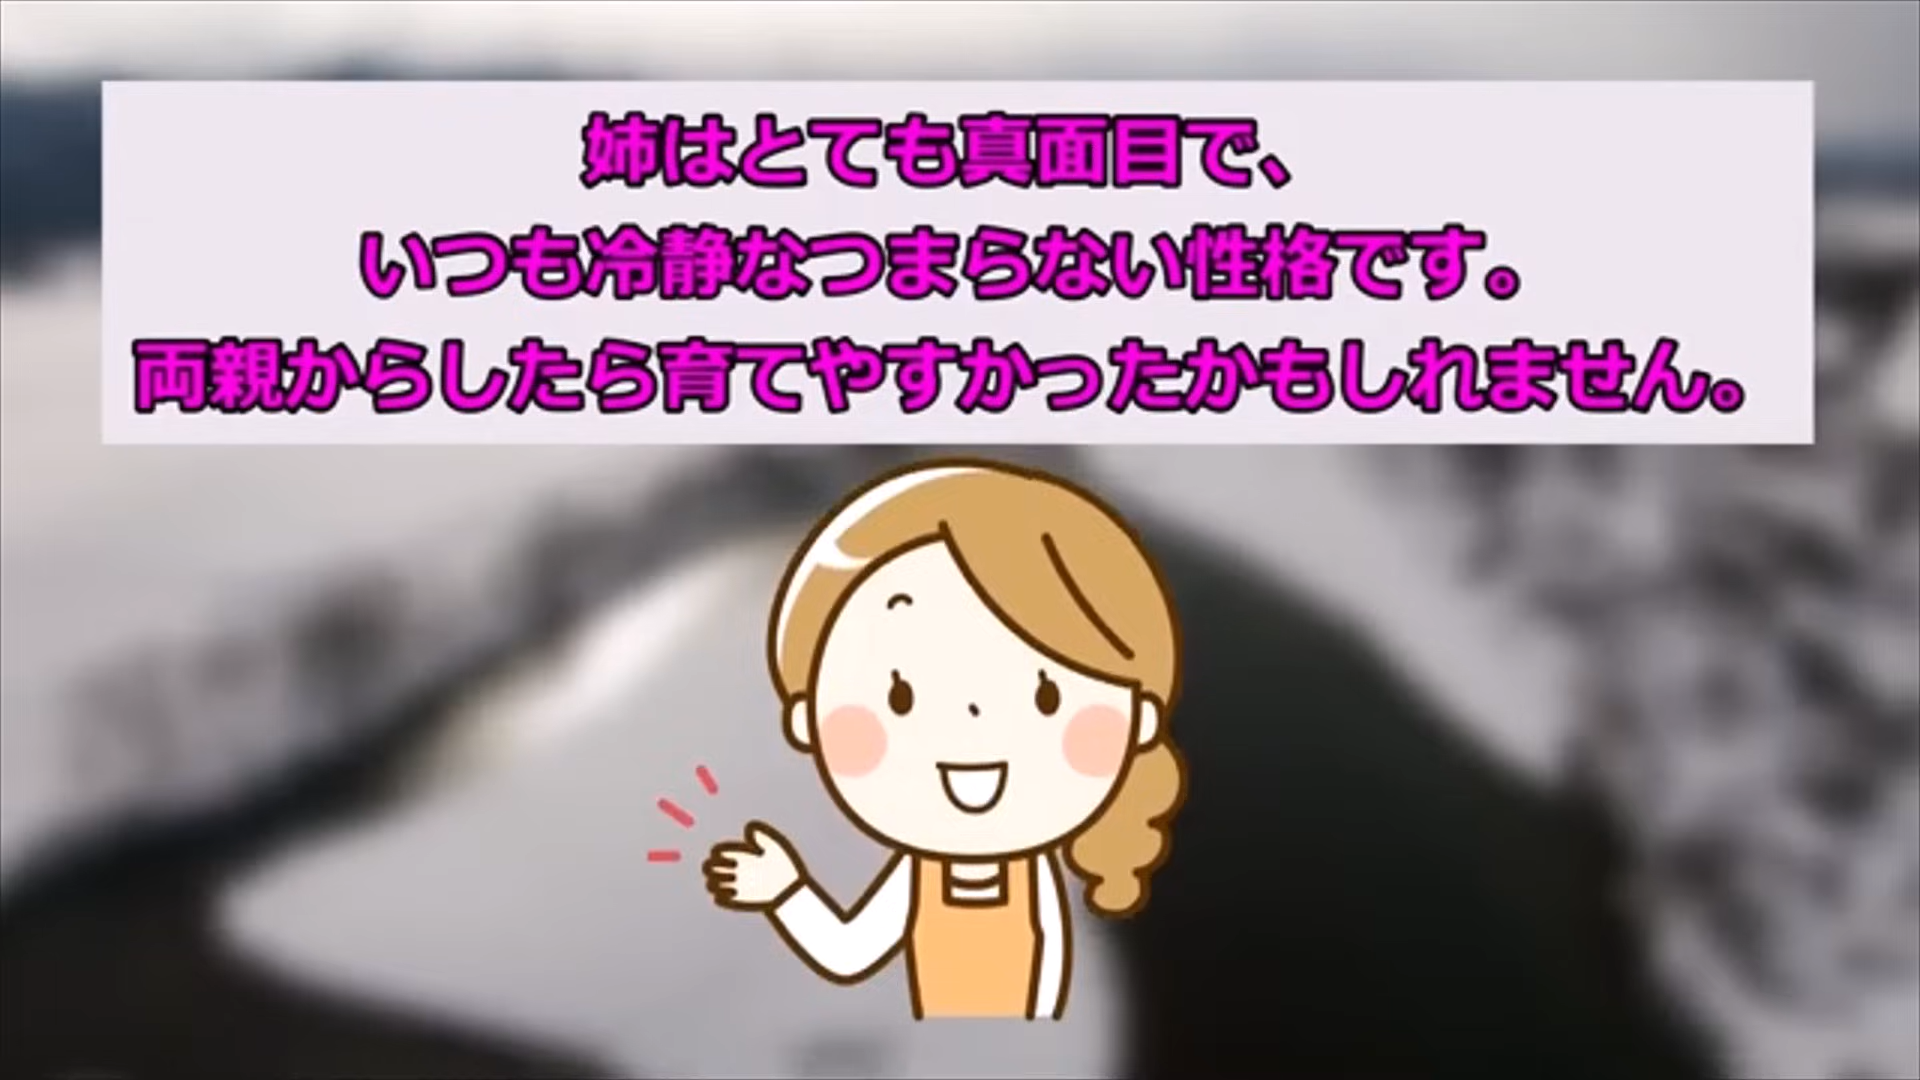 姉はとても真面目で、
いつも冷静なつまらない性格です。
両親からしたら育てやすかったかもしれません。